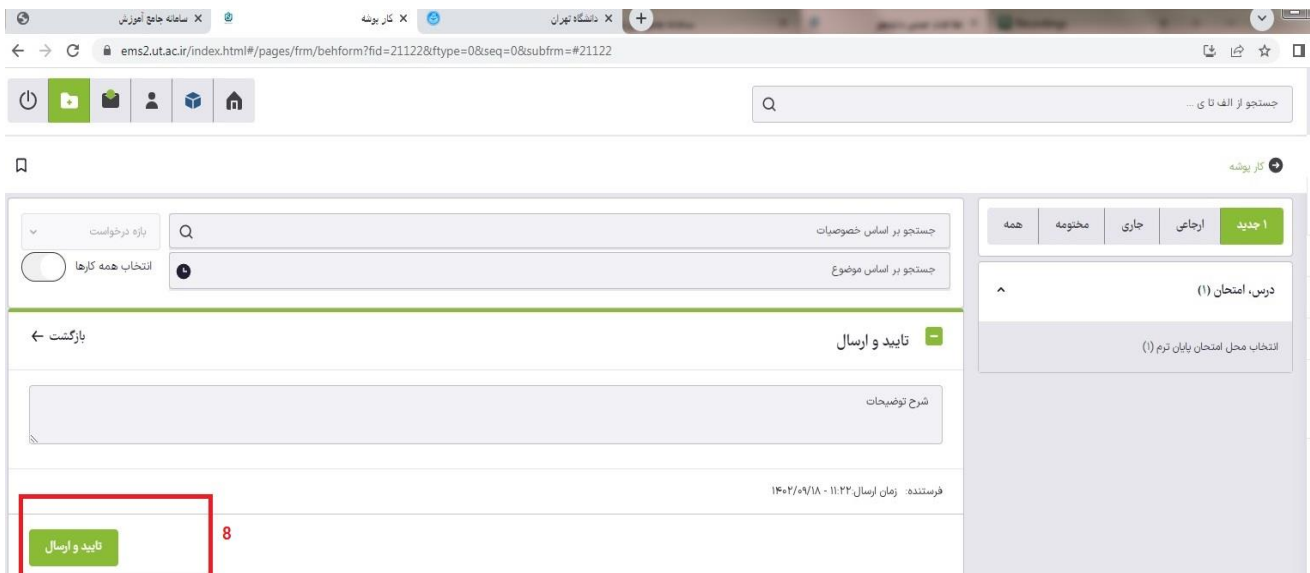 سامانه جامع آموزش
کار پوشه
دانشگاه تهران
ems2.ut.ac.ir/index.html#/pages/frm/behform?fid=21122&ftype=0&seq=0&subfrm=#21122
جستجو از الف تا ی ...
کار پوشه
۱ جدید ارجاعی جاری مختومه همه
درس، امتحان (۱)
انتخاب محل امتحان پایان ترم (۱)
جستجو بر اساس خصوصیات
بازه درخواست
جستجو بر اساس موضوع
انتخاب همه کارها
تایید و ارسال
بازگشت
شرح توضیحات
فرستنده: زمان ارسال:۱۱:۲۲ - ۱۴۰۲/۰۹/۱۸
تایید و ارسال
8